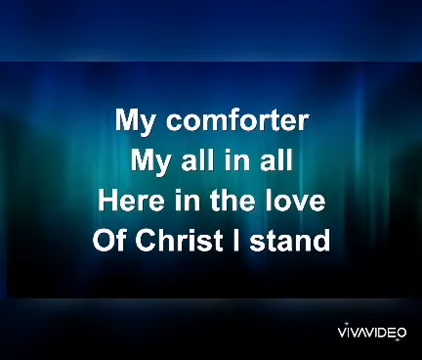 My comforter
My all in all
Here in the love
Of Christ I stand
VIVAVIDEO